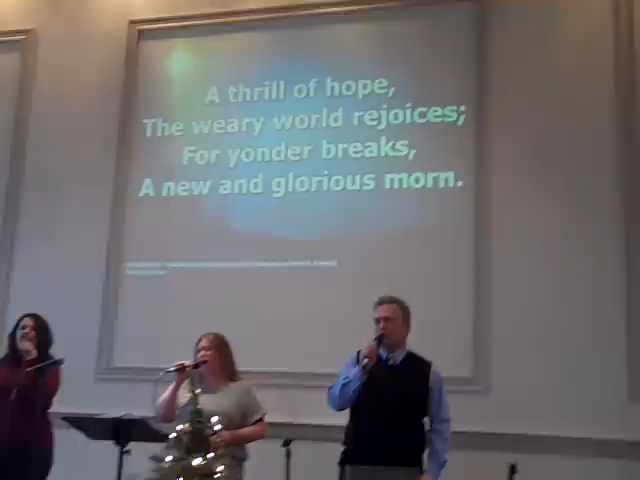 A thrill of hope,
The weary world rejoices;
For yonder breaks,
A new and glorious morn.